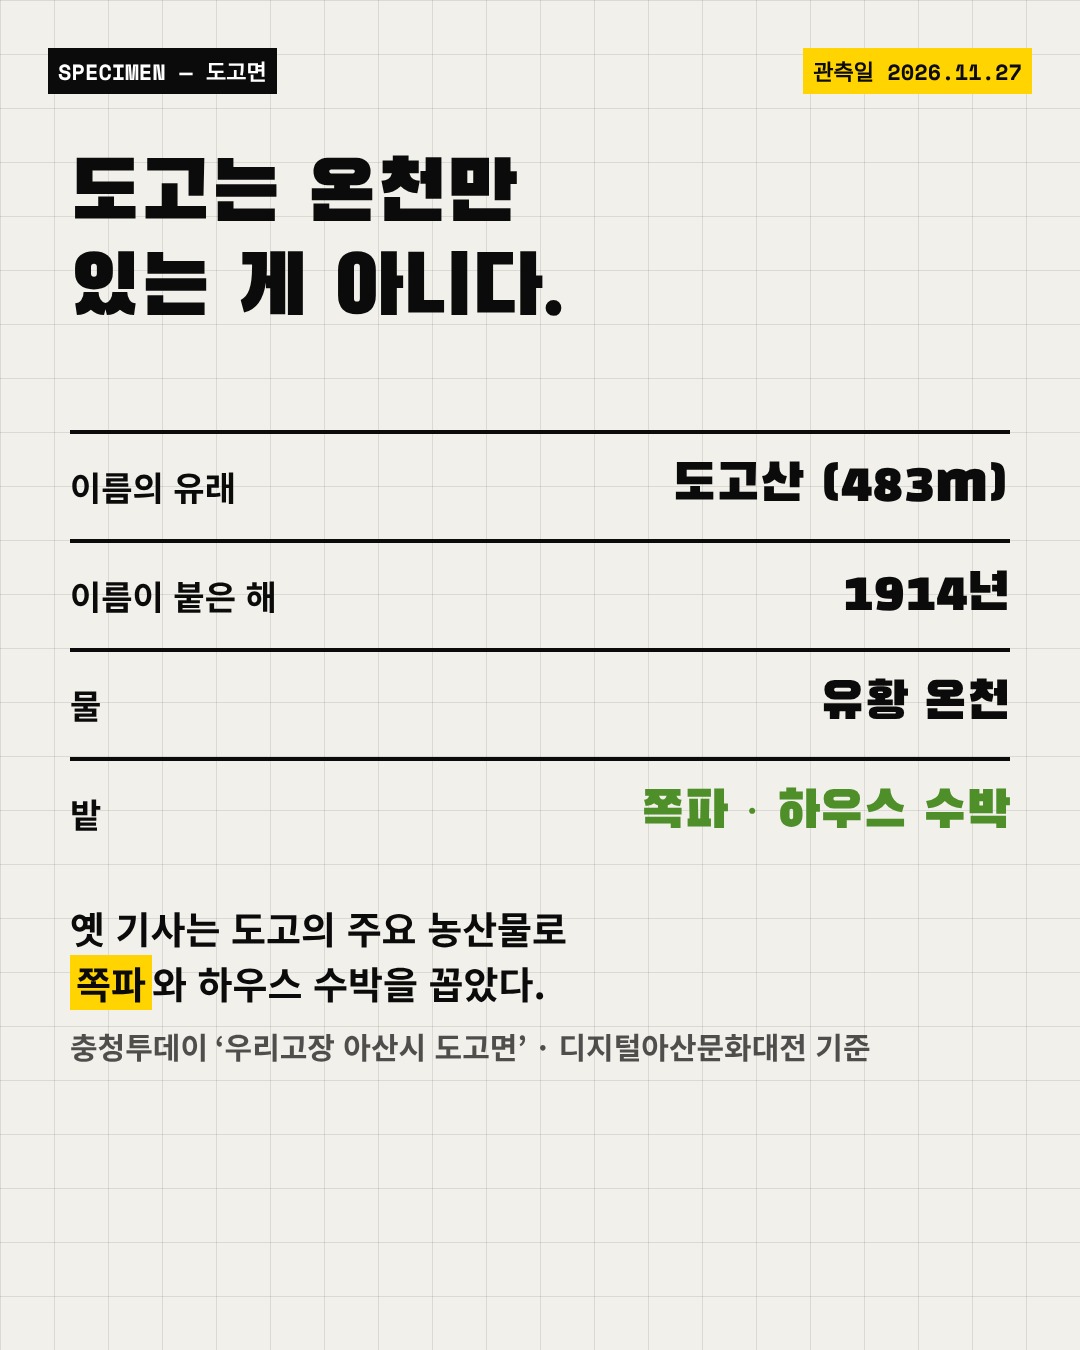 SPECIMEN — 도고면
관측일 2026.11.27
도고는 온천만
있는 게 아니다.
이름의 유래 도고산 (483m)
이름이 붙은 해 1914년
물 유황 온천
밭 쪽파 · 하우스 수박
옛 기사는 도고의 주요 농산물로
쪽파와 하우스 수박을 꼽았다.
충청투데이 ‘우리고장 아산시 도고면’ · 디지털아산문화대전 기준